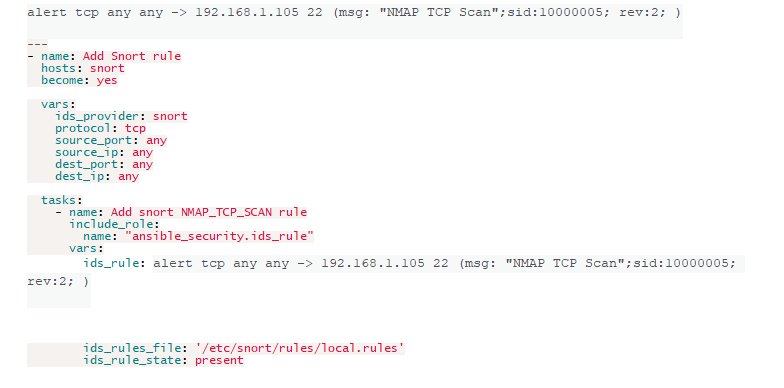 alert tcp any any -> 192.168.1.105 22 (msg: "NMAP TCP Scan";sid:10000005; rev:2; )
---
- name: Add Snort rule
  hosts: snort
  become: yes
  vars:
    ids_provider: snort
    protocol: tcp
    source_port: any
    source_ip: any
    dest_port: any
    dest_ip: any
  tasks:
    - name: Add snort NMAP_TCP_SCAN rule
      include_role:
        name: "ansible_security.ids_rule"
      vars:
        ids_rule: alert tcp any any -> 192.168.1.105 22 (msg: "NMAP TCP Scan";sid:10000005;
rev:2; )
        ids_rules_file: '/etc/snort/rules/local.rules'
        ids_rule_state: present